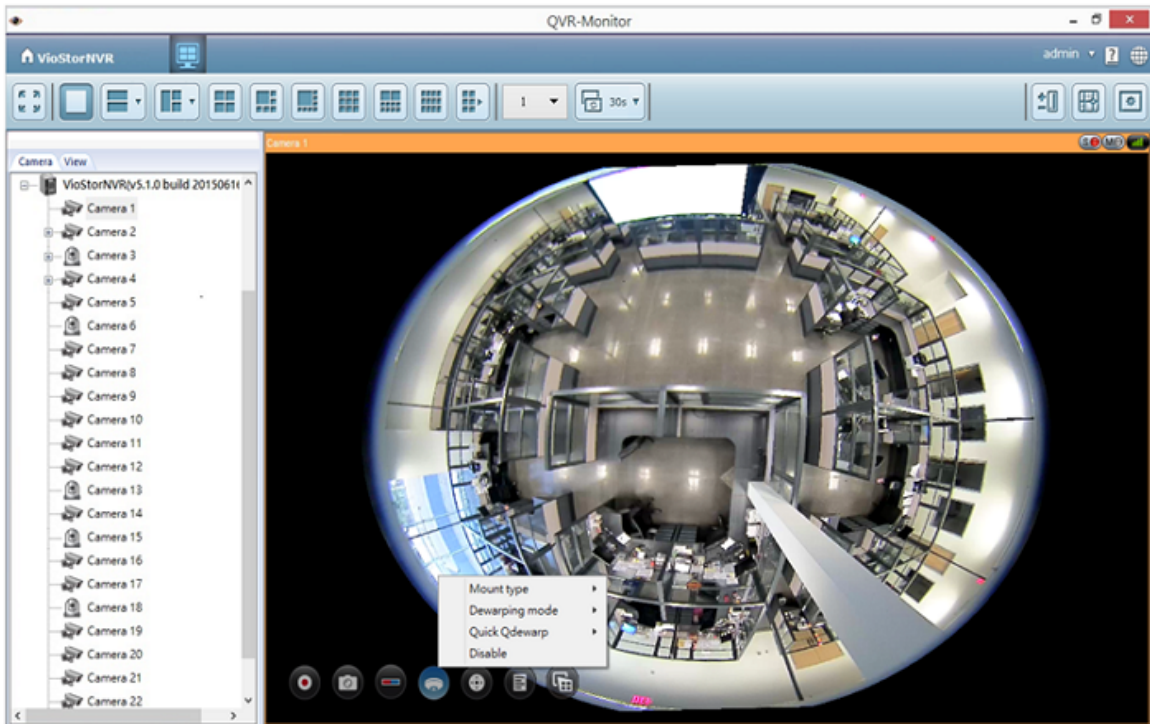 QVR-Monitor
VioStorNVR
admin
1
30s
Camera 1
Camera View
VioStorNVR(v5.1.0 build 2015061
Camera 1
Camera 2
Camera 3
Camera 4
Camera 5
Camera 6
Camera 7
Camera 8
Camera 9
Camera 10
Camera 11
Camera 12
Camera 13
Camera 14
Camera 15
Camera 16
Camera 17
Camera 18
Camera 19
Camera 20
Camera 21
Camera 22
Mount type
Dewarping mode
Quick Qdewarp
Disable